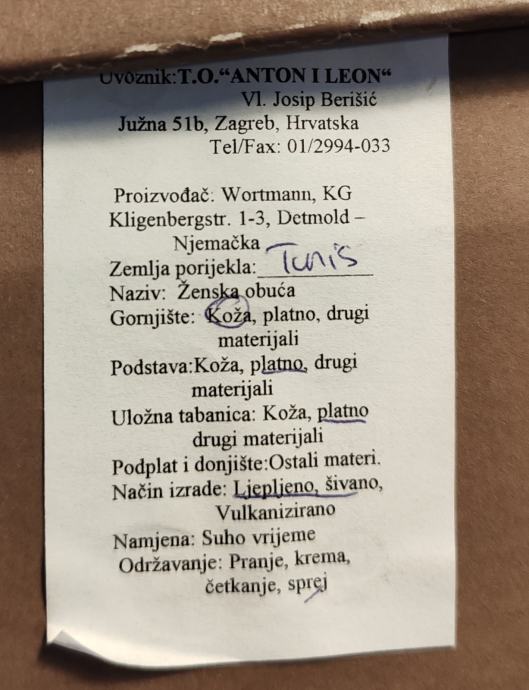 Uvoznik:T.O.“ANTON I LEON“
Vl. Josip Berišić
Južna 51b, Zagreb, Hrvatska
Tel/Fax: 01/2994-033
Proizvođač: Wortmann, KG
Kligenbergstr. 1-3, Detmold –
Njemačka
Zemlja porijekla: Tunis
Naziv: Ženska obuća
Gornjište: Koža, platno, drugi
materijali
Podstava:Koža, platno, drugi
materijali
Uložna tabanica: Koža, platno
drugi materijali
Podplat i donjište:Ostali materi.
Način izrade: Ljepljeno, šivano,
Vulkanizirano
Namjena: Suho vrijeme
Održavanje: Pranje, krema,
četkanje, sprej